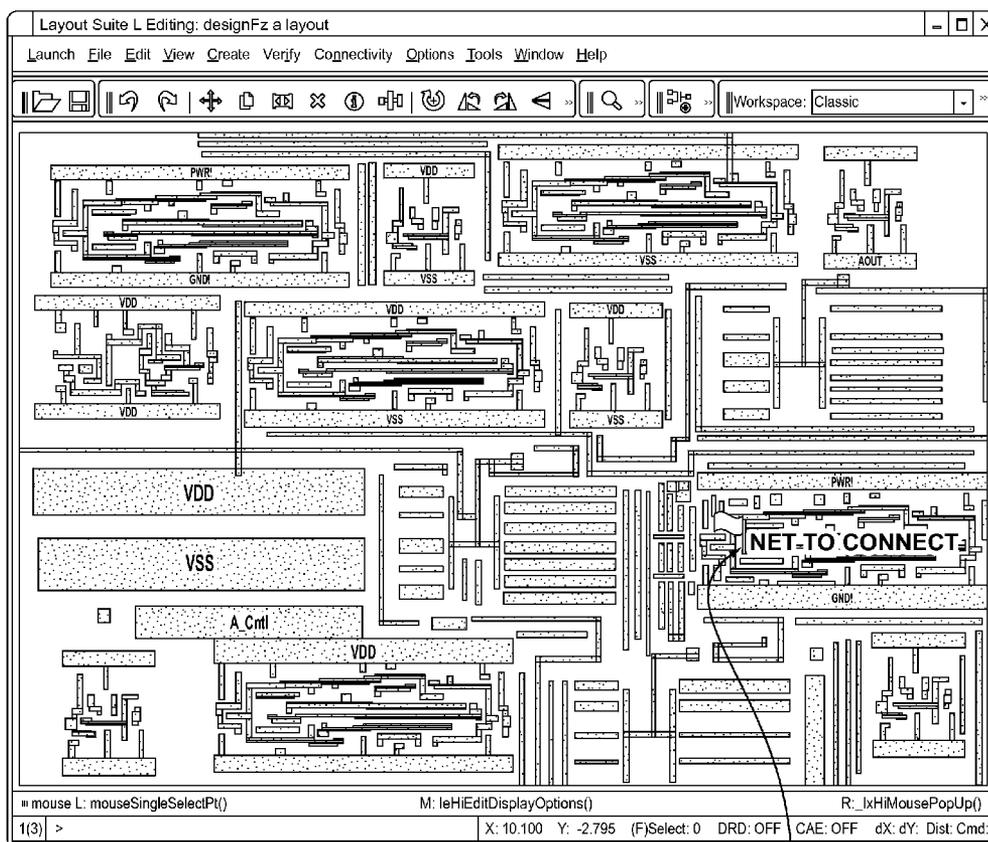 Layout Suite L Editing: designFz a layout
Launch File Edit View Create Verify Connectivity Options Tools Window Help
Workspace: Classic
PWR!
VDD
VSS
AOUT
GND!
VSS
VDD
VDD
VDD
VDD
VSS
VSS
VDD
PWR!
NET TO CONNECT
VSS
GND!
A_Cntl
VDD
mouse L: mouseSingleSelectPt() M: leHiEditDisplayOptions() R:_lxHiMousePopUp()
1(3) > X: 10.100 Y: -2.795 (F)Select: 0 DRD: OFF CAE: OFF dX: dY: Dist: Cmd: